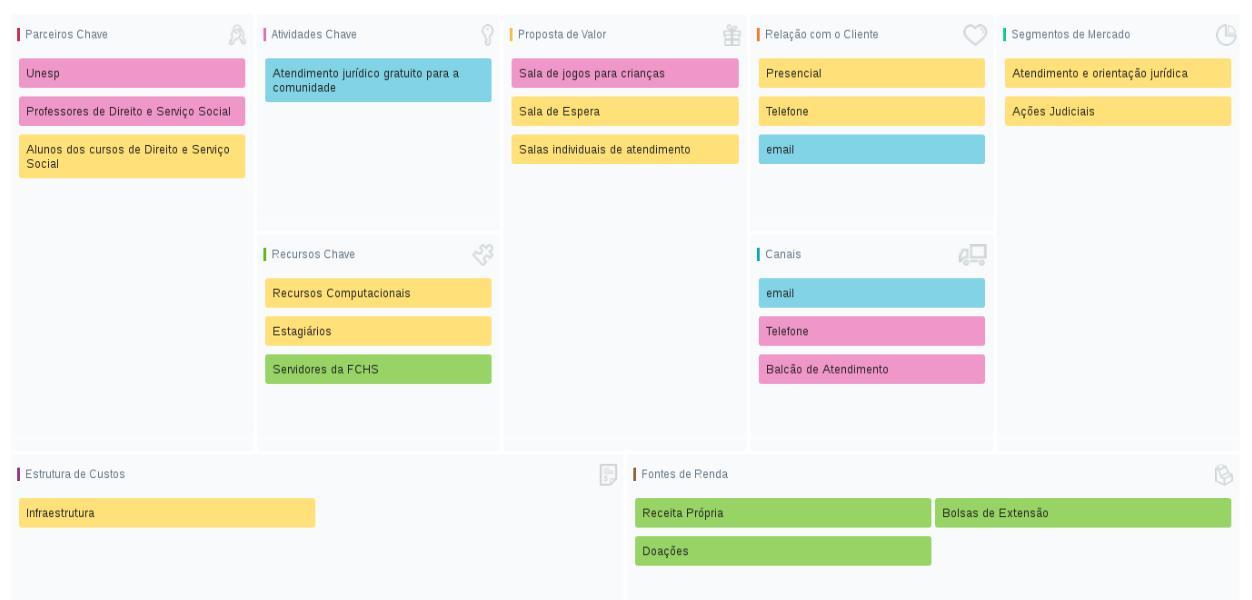 Parceiros Chave
Unesp
Professores de Direito e Serviço Social
Alunos dos cursos de Direito e Serviço
Social
Atividades Chave
Atendimento jurídico gratuito para a
comunidade
Recursos Chave
Recursos Computacionais
Estagiários
Servidores da FCHS
Proposta de Valor
Sala de jogos para crianças
Sala de Espera
Salas individuais de atendimento
Relação com o Cliente
Presencial
Telefone
email
Canais
email
Telefone
Balcão de Atendimento
Segmentos de Mercado
Atendimento e orientação jurídica
Ações Judiciais
Estrutura de Custos
Infraestrutura
Fontes de Renda
Receita Própria
Bolsas de Extensão
Doações